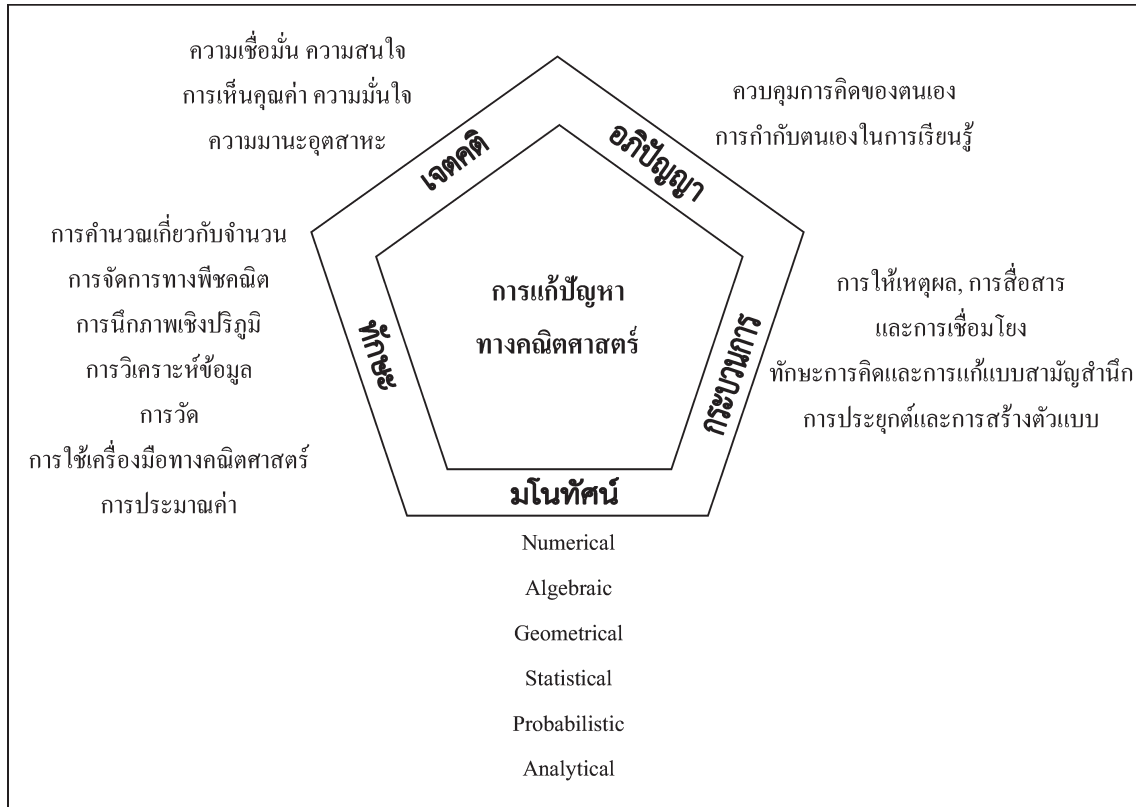 ความเชื่อมั่น ความสนใจ
การเห็นคุณค่า ความมั่นใจ
ความมานะอุตสาหะ
ควบคุมการคิดของตนเอง
การกำกับตนเองในการเรียนรู้
เจตคติ
อภิปัญญา
การคำนวณเกี่ยวกับจำนวน
การจัดการทางพีชคณิต
การนึกภาพเชิงปริภูมิ
การวิเคราะห์ข้อมูล
การวัด
การใช้เครื่องมือทางคณิตศาสตร์
การประมาณค่า
ทักษะ
การแก้ปัญหา
ทางคณิตศาสตร์
กระบวนการ
การให้เหตุผล, การสื่อสาร
และการเชื่อมโยง
ทักษะการคิดและการแก้แบบสามัญสำนึก
การประยุกต์และการสร้างตัวแบบ
มโนทัศน์
Numerical
Algebraic
Geometrical
Statistical
Probabilistic
Analytical